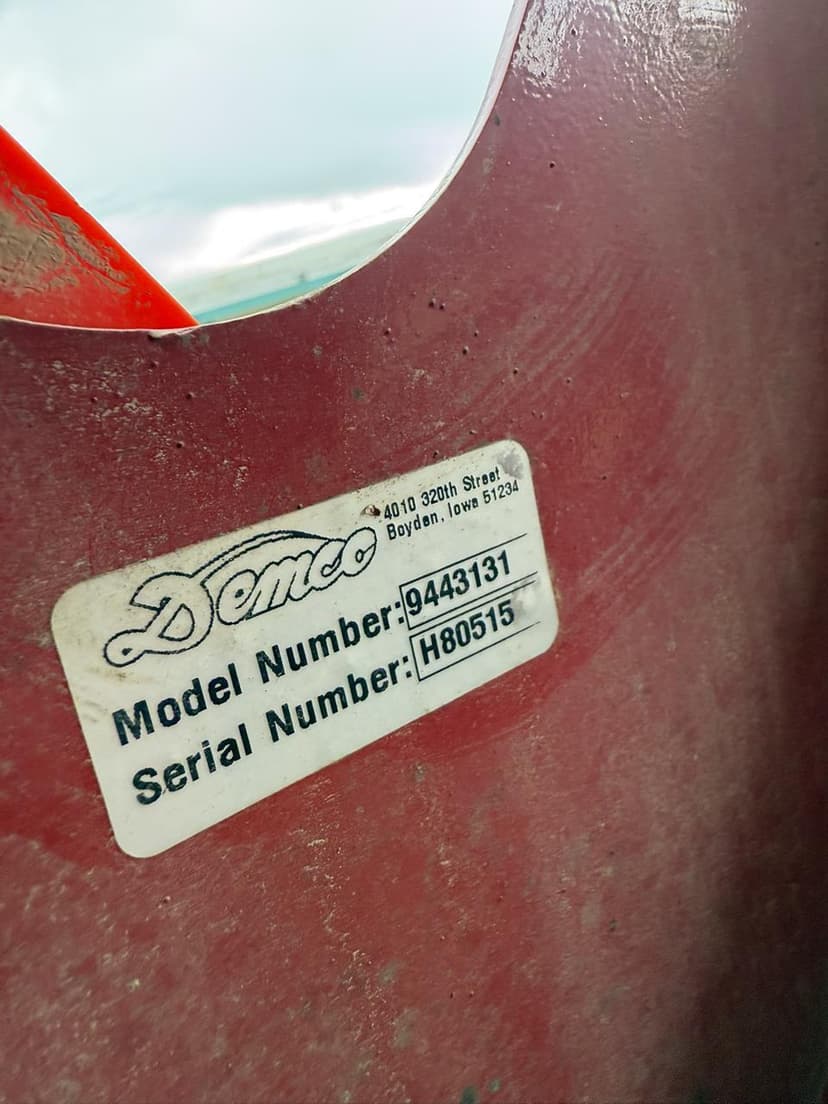 Demco
4010 320th Street
Boyden, Iowa 51234
Model Number: 9443131
Serial Number: H80515